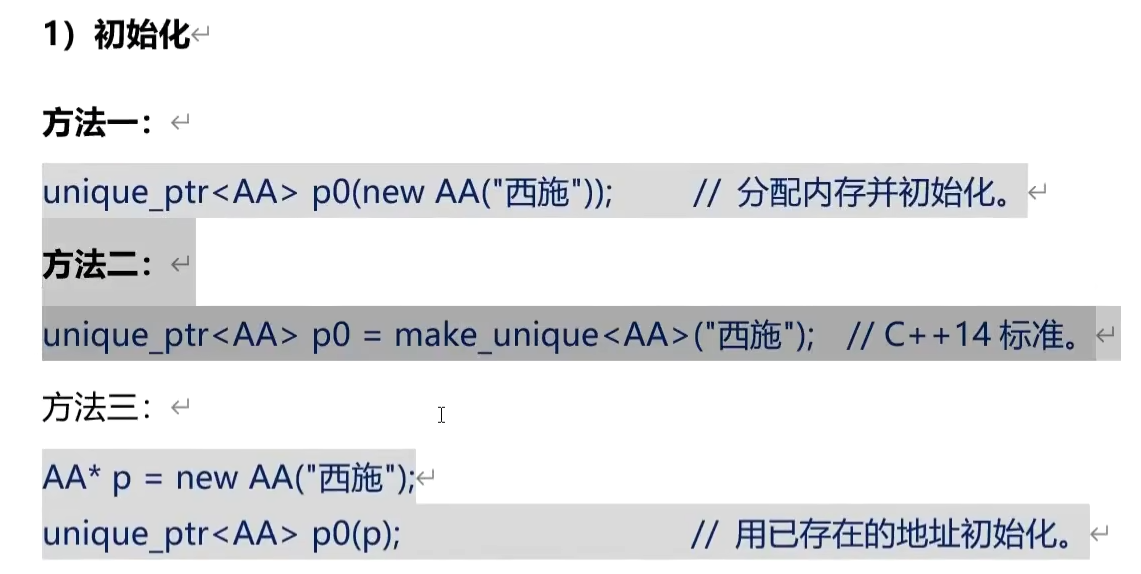 1）初始化
方法一：
unique_ptr<AA> p0(new AA("西施"));　　// 分配内存并初始化。
方法二：
unique_ptr<AA> p0 = make_unique<AA>("西施");　// C++14 标准。
方法三：
AA* p = new AA("西施");
unique_ptr<AA> p0(p);　　// 用已存在的地址初始化。